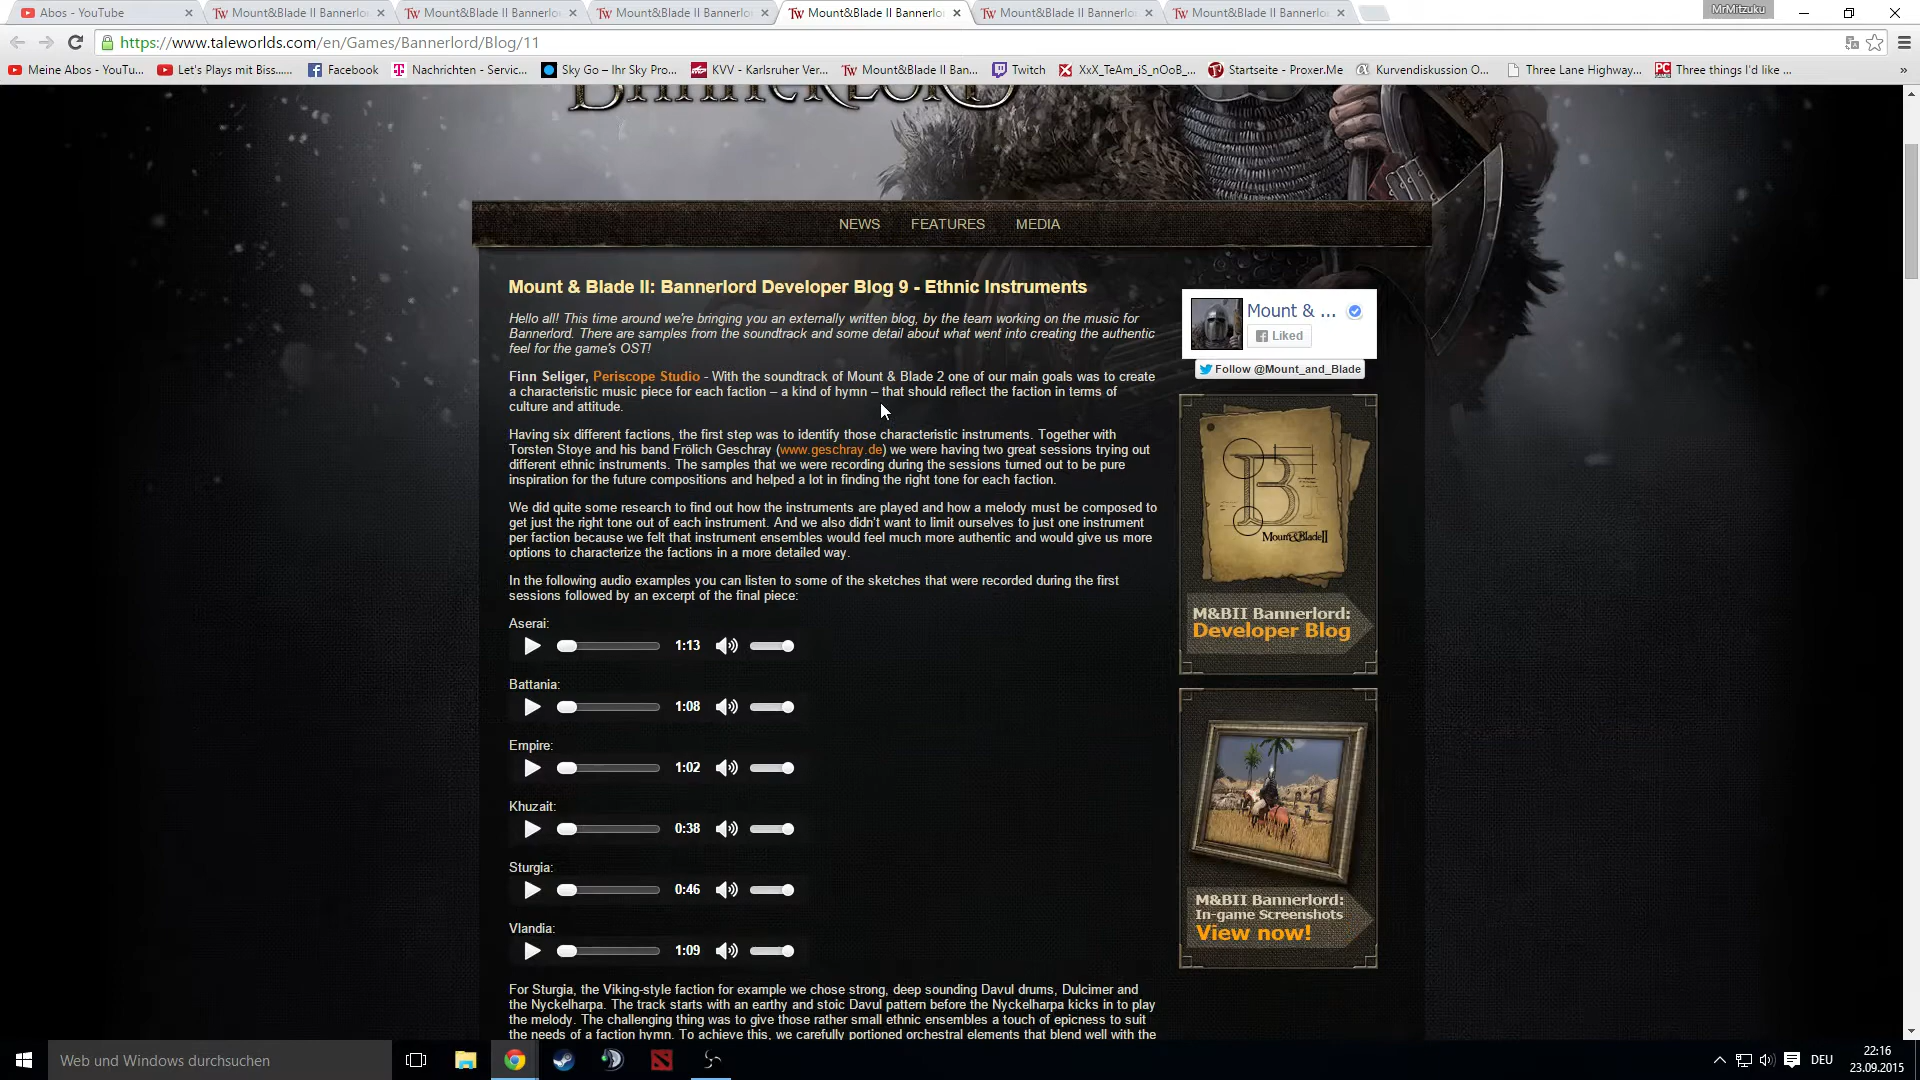 Abos - YouTube
Mount&Blade II Bannerlo
Mount&Blade II Bannerlo
Mount&Blade II Bannerlo
Mount&Blade II Bannerlo
Mount&Blade II Bannerlo
Mount&Blade II Bannerlo
MrMitzuku
https://www.taleworlds.com/en/Games/Bannerlord/Blog/11
Meine Abos - YouTu...
Let's Plays mit Biss.....
Facebook
Nachrichten - Servic...
Sky Go – Ihr Sky Pro...
KVV - Karlsruher Ver...
Mount&Blade II Ban...
Twitch
XxX_TeAm_iS_nOoB_...
Startseite - Proxer.Me
Kurvendiskussion O...
Three Lane Highway...
Three things I'd like ...
BANNERLORD
NEWS FEATURES MEDIA
Mount & Blade II: Bannerlord Developer Blog 9 - Ethnic Instruments
Hello all! This time around we're bringing you an externally written blog, by the team working on the music for
Bannerlord. There are samples from the soundtrack and some detail about what went into creating the authentic
feel for the game's OST!
Finn Seliger, Periscope Studio - With the soundtrack of Mount & Blade 2 one of our main goals was to create
a characteristic music piece for each faction – a kind of hymn – that should reflect the faction in terms of
culture and attitude.
Having six different factions, the first step was to identify those characteristic instruments. Together with
Torsten Stoye and his band Frölich Geschray (www.geschray.de) we were having two great sessions trying out
different ethnic instruments. The samples that we were recording during the sessions turned out to be pure
inspiration for the future compositions and helped a lot in finding the right tone for each faction.
We did quite some research to find out how the instruments are played and how a melody must be composed to
get just the right tone out of each instrument. And we also didn't want to limit ourselves to just one instrument
per faction because we felt that instrument ensembles would feel much more authentic and would give us more
options to characterize the factions in a more detailed way.
In the following audio examples you can listen to some of the sketches that were recorded during the first
sessions followed by an excerpt of the final piece:
Aserai:
1:13
Battania:
1:08
Empire:
1:02
Khuzait:
0:38
Sturgia:
0:46
Vlandia:
1:09
For Sturgia, the Viking-style faction for example we chose strong, deep sounding Davul drums, Dulcimer and
the Nyckelharpa. The track starts with an earthy and stoic Davul pattern before the Nyckelharpa kicks in to play
the melody. The challenging thing was to give those rather small ethnic ensembles a touch of epicness to suit
the needs of a faction hymn. To achieve this, we carefully portioned orchestral elements that blend well with the
Mount & ...
Liked
Follow @Mount_and_Blade
B
Mount&Blade II
M&BII Bannerlord:
Developer Blog
M&BII Bannerlord:
In-game Screenshots
View now!
Web und Windows durchsuchen
DEU
22:16
23.09.2015